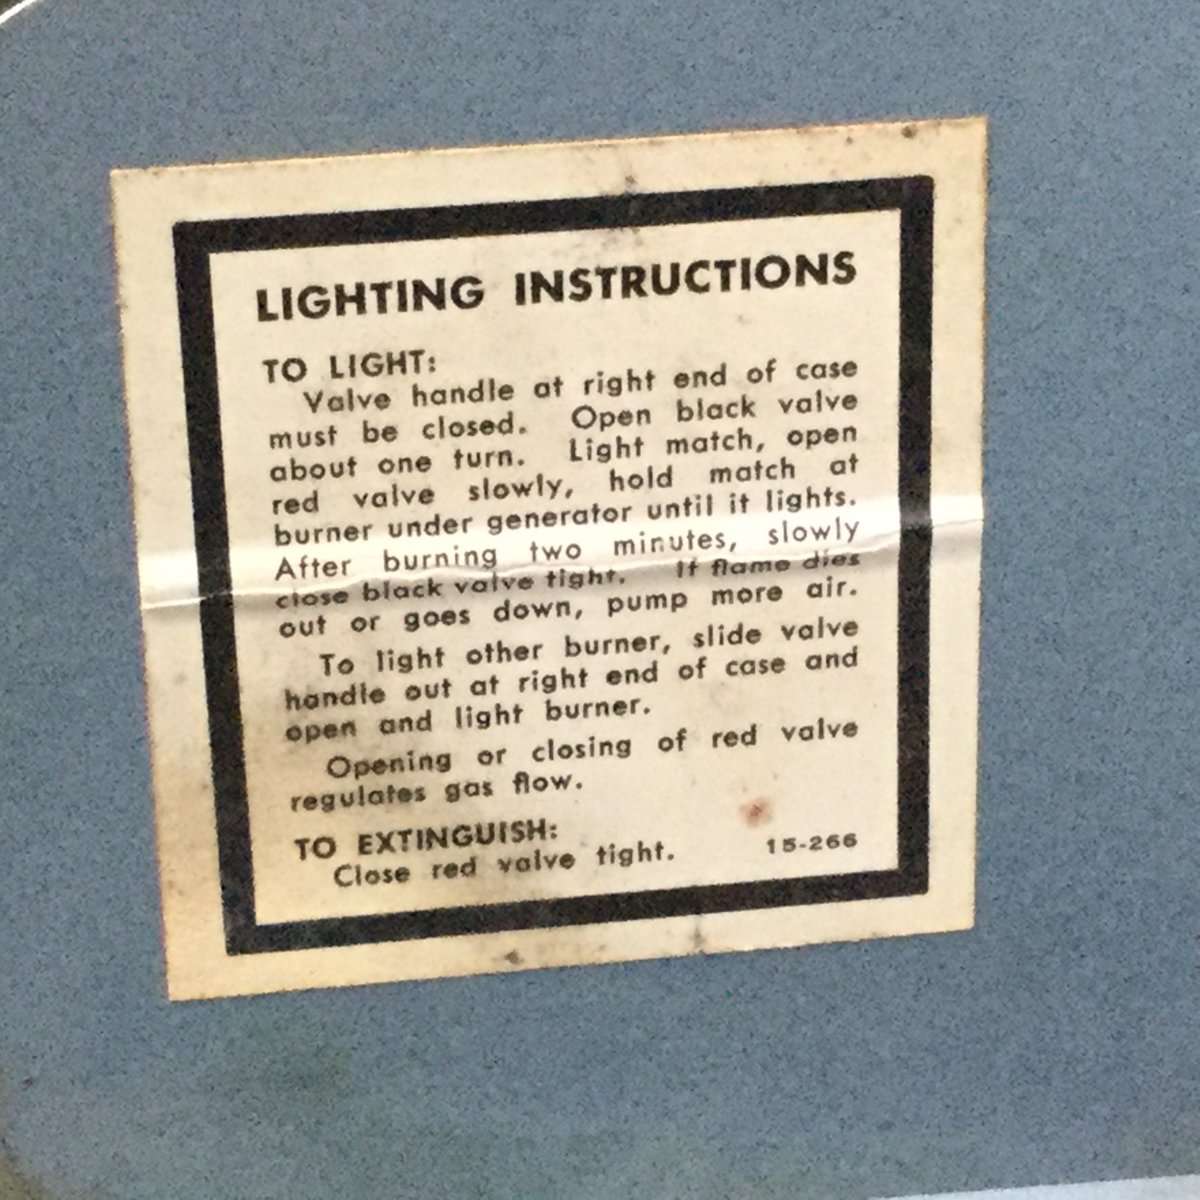 LIGHTING INSTRUCTIONS
TO LIGHT:
Valve handle at right end of case
must be closed. Open black valve
about one turn. Light match, open
red valve slowly, hold match at
burner under generator until it lights.
After burning two minutes, slowly
close black valve tight. If flame dies
out or goes down, pump more air.
To light other burner, slide valve
handle out at right end of case and
open and light burner.
Opening or closing of red valve
regulates gas flow.
TO EXTINGUISH:
Close red valve tight. 15-266